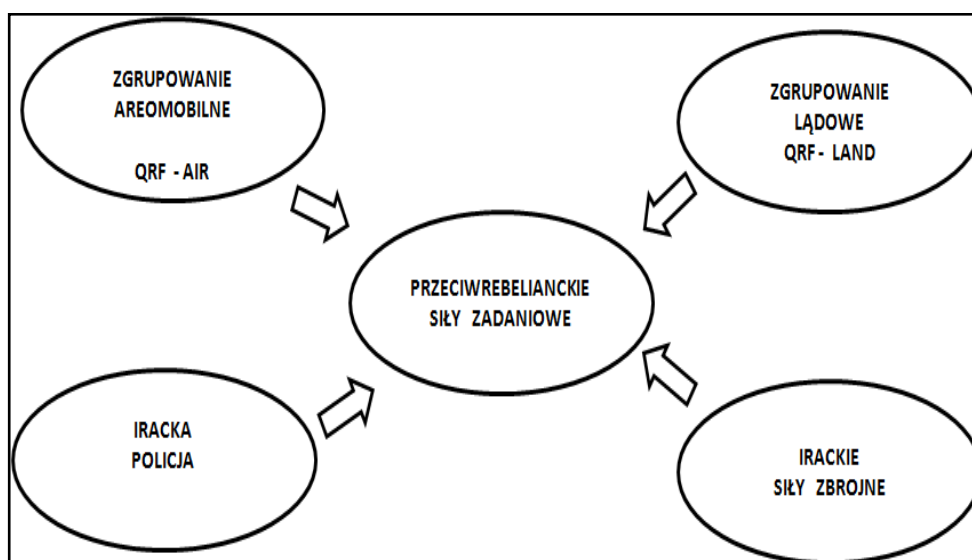 ZGRUPOWANIE
AREOMOBILNE
QRF - AIR
ZGRUPOWANIE
LĄDOWE
QRF - LAND
PRZECIWREBELIANCKIE
SIŁY ZADANIOWE
IRACKA
POLICJA
IRACKIE
SIŁY ZBROJNE